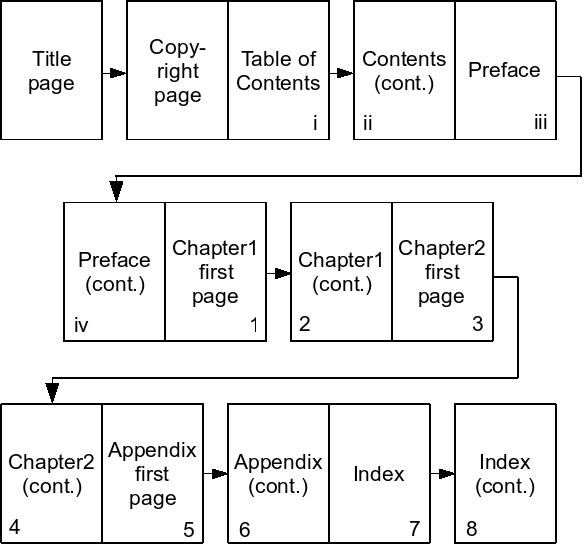 Title
page
Copy-
right
page
Table of
Contents
i
Contents
(cont.)
ii
Preface
iii
Preface
(cont.)
iv
Chapter1
first
page
1
Chapter1
(cont.)
2
Chapter2
first
page
3
Chapter2
(cont.)
4
Appendix
first
page
5
Appendix
(cont.)
6
Index
7
Index
(cont.)
8